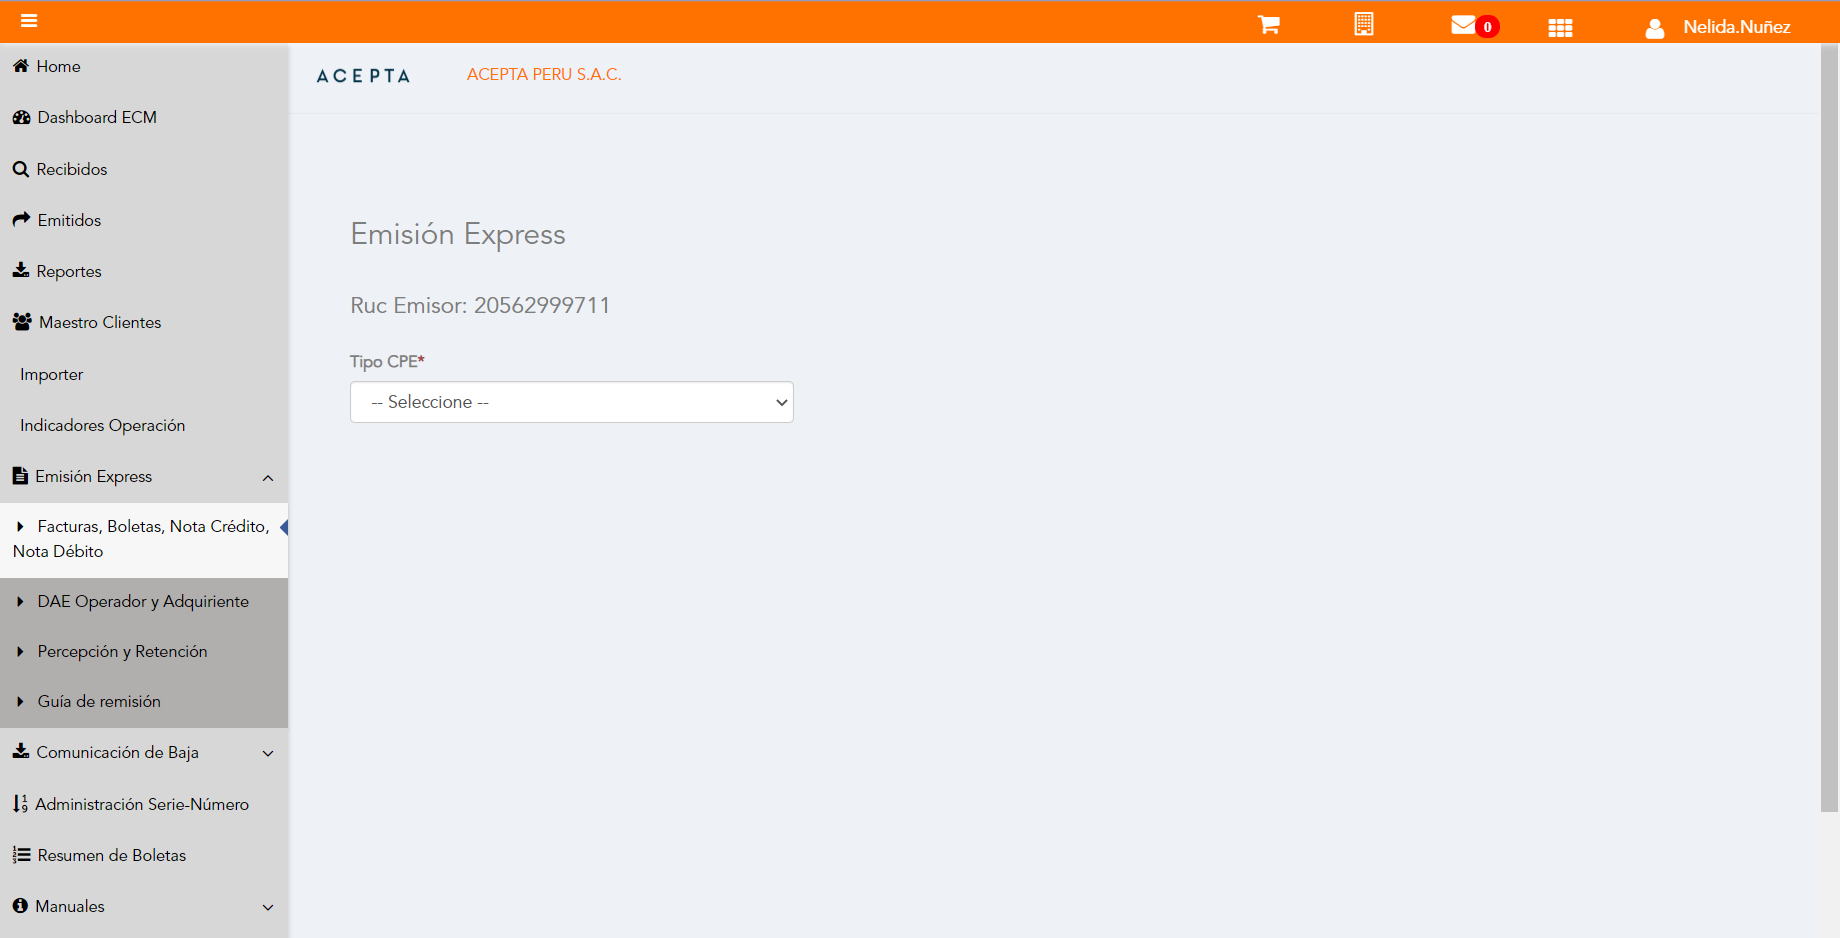 0
Nelida.Nuñez
Home
Dashboard ECM
Recibidos
Emitidos
Reportes
Maestro Clientes
Importer
Indicadores Operación
Emisión Express
Facturas, Boletas, Nota Crédito,
Nota Débito
DAE Operador y Adquiriente
Percepción y Retención
Guía de remisión
Comunicación de Baja
Administración Serie-Número
Resumen de Boletas
Manuales
ACEPTA
ACEPTA PERU S.A.C.
Emisión Express
Ruc Emisor: 20562999711
Tipo CPE*
-- Seleccione --